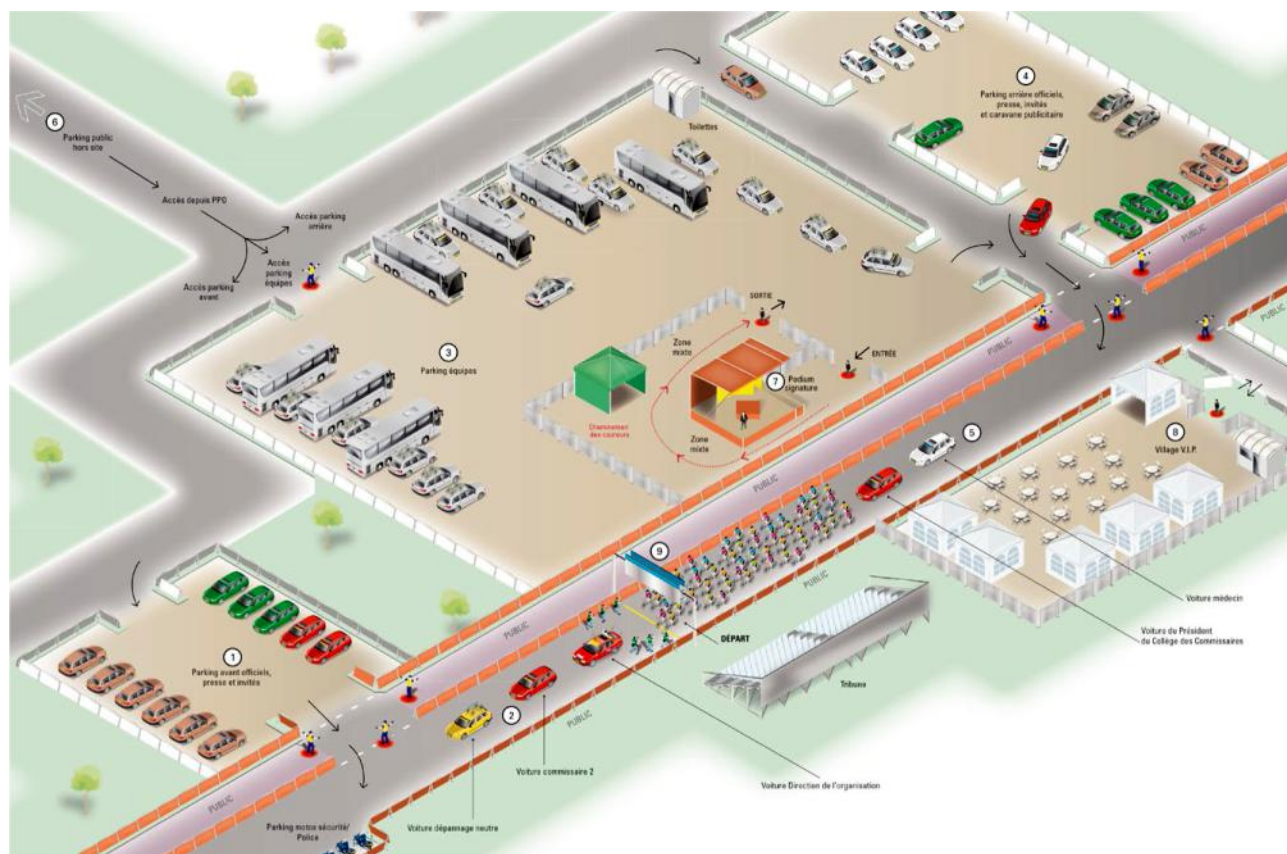 4
Parking arrière officiels,
presse, invités
et caravane publicitaire
6
Parking public
hors site
Toilettes
Accès depuis PPO
Accès parking
arrière
Accès
parking
équipes
Accès parking
avant
PUBLIC
SORTIE
Zone
mixte
ENTRÉE
3
Parking équipes
7
Podium
signature
PUBLIC
PUBLIC
Cheminemen
des coureurs
Zone
mixte
5
8
Village V.I.P.
PUBLIC
9
PUBLIC
Voiture médecin
DÉPART
Voiture du Président
du Collège des Commissaires
PUBLIC
1
Parking avant officiels,
presse et invités
Tribune
2
PUBLIC
Voiture commissaire 2
Voiture Direction de l'organisation
PUBLIC
Parking motos sécurité/
Police
Voiture dépannage neutre